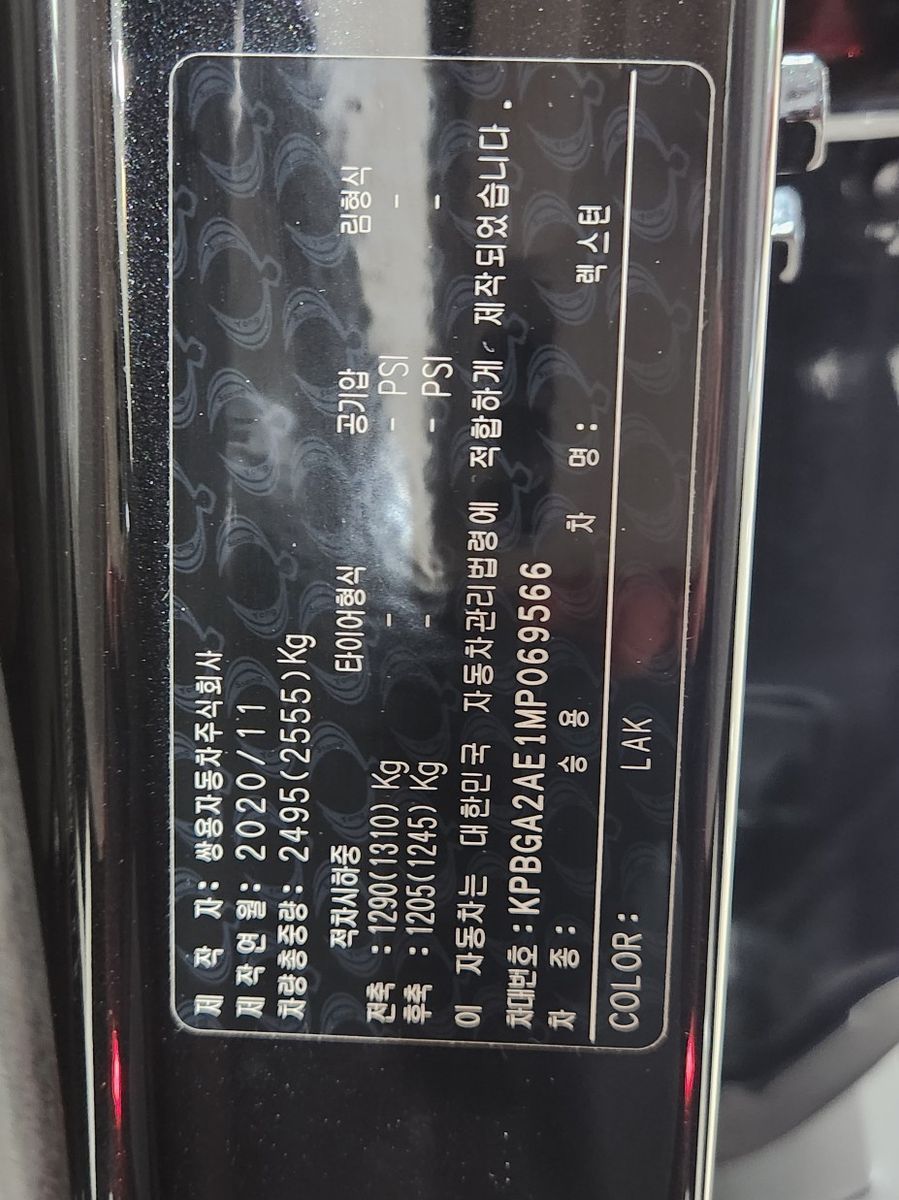 제 작 자: 쌍용자동차주식회사
제 작 연 월: 2020/11
차량총중량: 2495(2555)Kg
적차시하중 타이어형식 공기압 림형식
전축 :1290(1310) Kg - - PSI -
후축 :1205(1245) Kg - - PSI -
이 자동차는 대한민국 자동차관리법령에 적합하게 제작되었습니다.
차대번호:KPBGA2AE1MP069566
차 종: 승 용 차 명: 렉스턴
COLOR: LAK